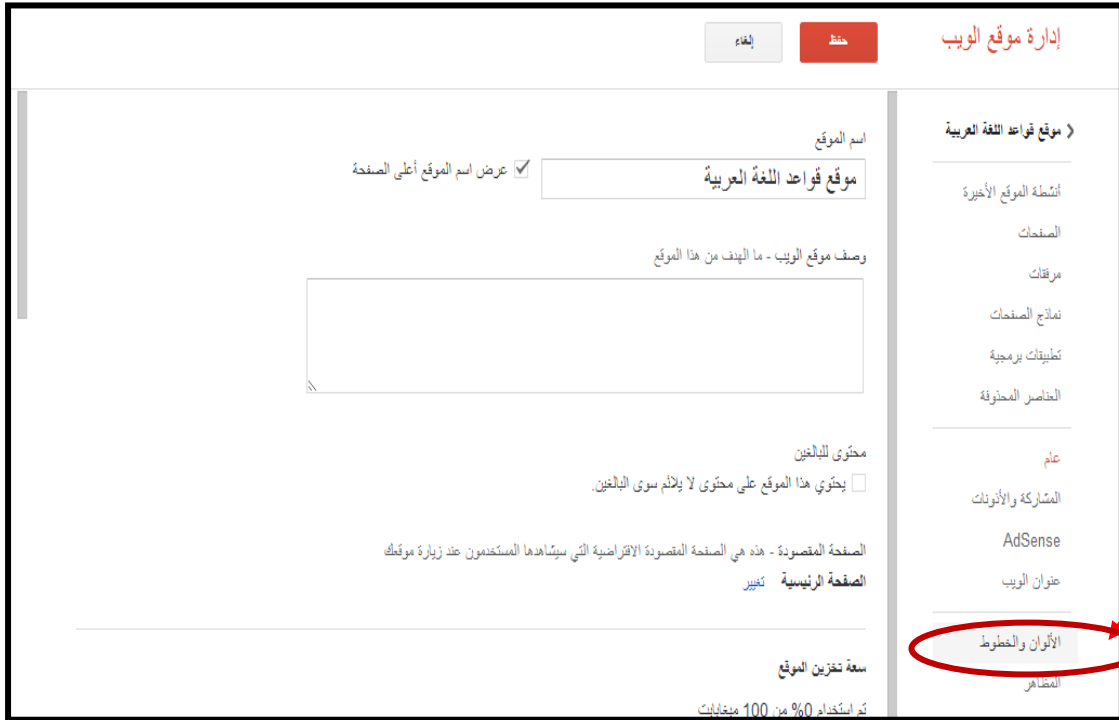 إدارة موقع الويب
حفظ
إلغاء
موقع قواعد اللغة العربية
أنشطة الموقع الأخيرة
الصفحات
مرفقات
نماذج الصفحات
تطبيقات برمجية
العناصر المحذوفة
عام
المشاركة والأذونات
AdSense
عنوان الويب
الألوان والخطوط
المظاهر
اسم الموقع
موقع قواعد اللغة العربية
عرض اسم الموقع أعلى الصفحة
وصف موقع الويب - ما الهدف من هذا الموقع
محتوى للبالغين
يحتوي هذا الموقع على محتوى لا يلائم سوى البالغين.
الصفحة المقصودة - هذه هي الصفحة المقصودة الافتراضية التي سيشاهدها المستخدمون عند زيارة موقعك
الصفحة الرئيسية تغيير
سعة تخزين الموقع
تم استخدام 0% من 100 ميغابايت